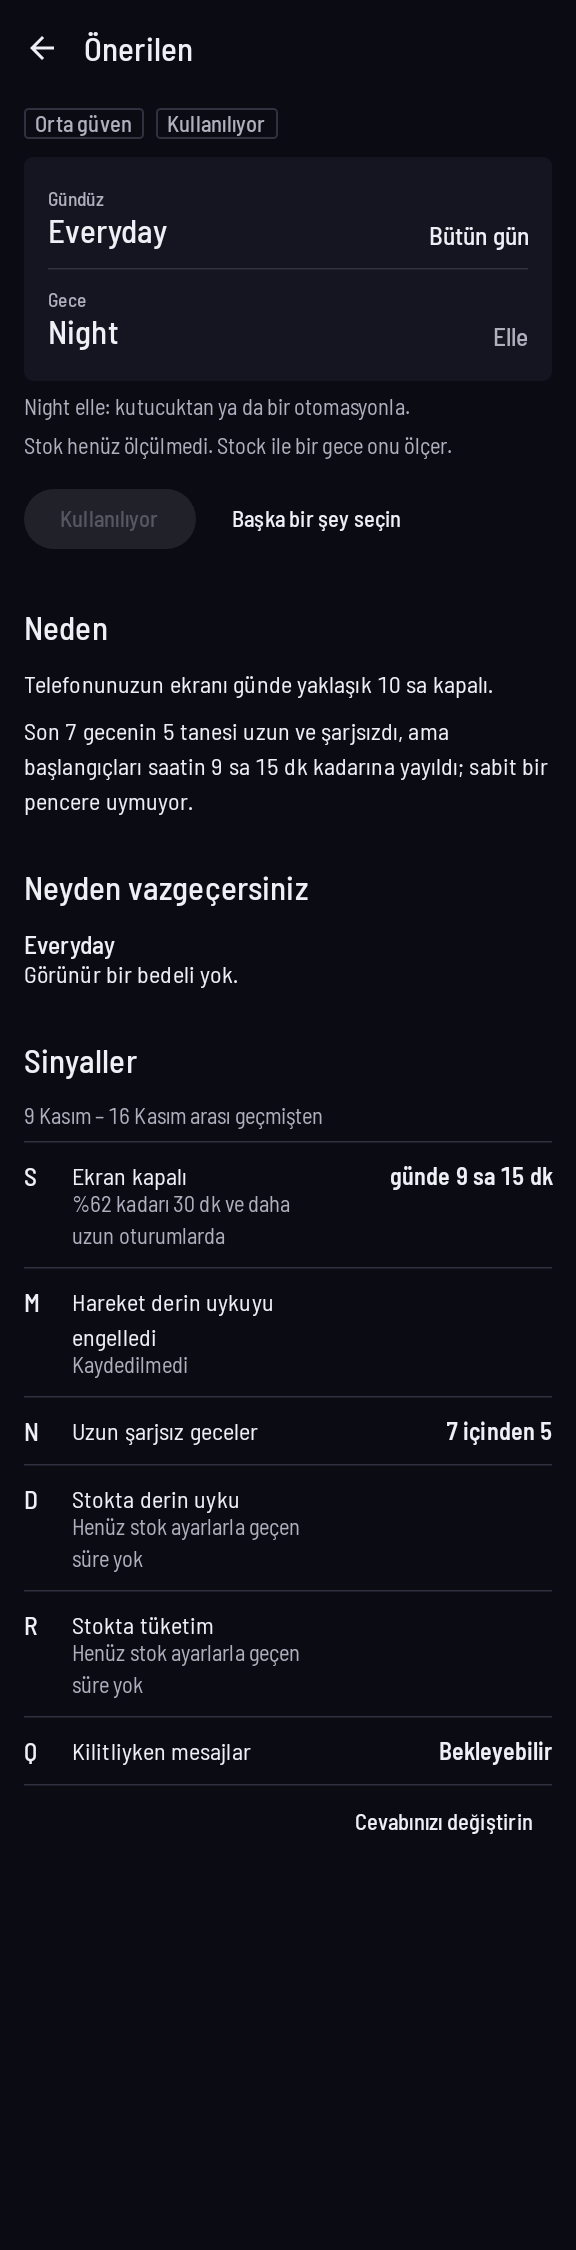 Önerilen
Orta güven
Kullanılıyor
Gündüz
Everyday
Bütün gün
Gece
Night
Elle
Night elle: kutucuktan ya da bir otomasyonla.
Stok henüz ölçülmedi. Stock ile bir gece onu ölçer.
Kullanılıyor
Başka bir şey seçin
Neden
Telefonunuzun ekranı günde yaklaşık 10 sa kapalı.
Son 7 gecenin 5 tanesi uzun ve şarjsızdı, ama
başlangıçları saatin 9 sa 15 dk kadarına yayıldı; sabit bir
pencere uymuyor.
Neyden vazgeçersiniz
Everyday
Görünür bir bedeli yok.
Sinyaller
9 Kasım – 16 Kasım arası geçmişten
S
Ekran kapalı
günde 9 sa 15 dk
%62 kadarı 30 dk ve daha
uzun oturumlarda
M
Hareket derin uykuyu
engelledi
Kaydedilmedi
N
Uzun şarjsız geceler
7 içinden 5
D
Stokta derin uyku
Henüz stok ayarlarla geçen
süre yok
R
Stokta tüketim
Henüz stok ayarlarla geçen
süre yok
Q
Kilitliyken mesajlar
Bekleyebilir
Cevabınızı değiştirin